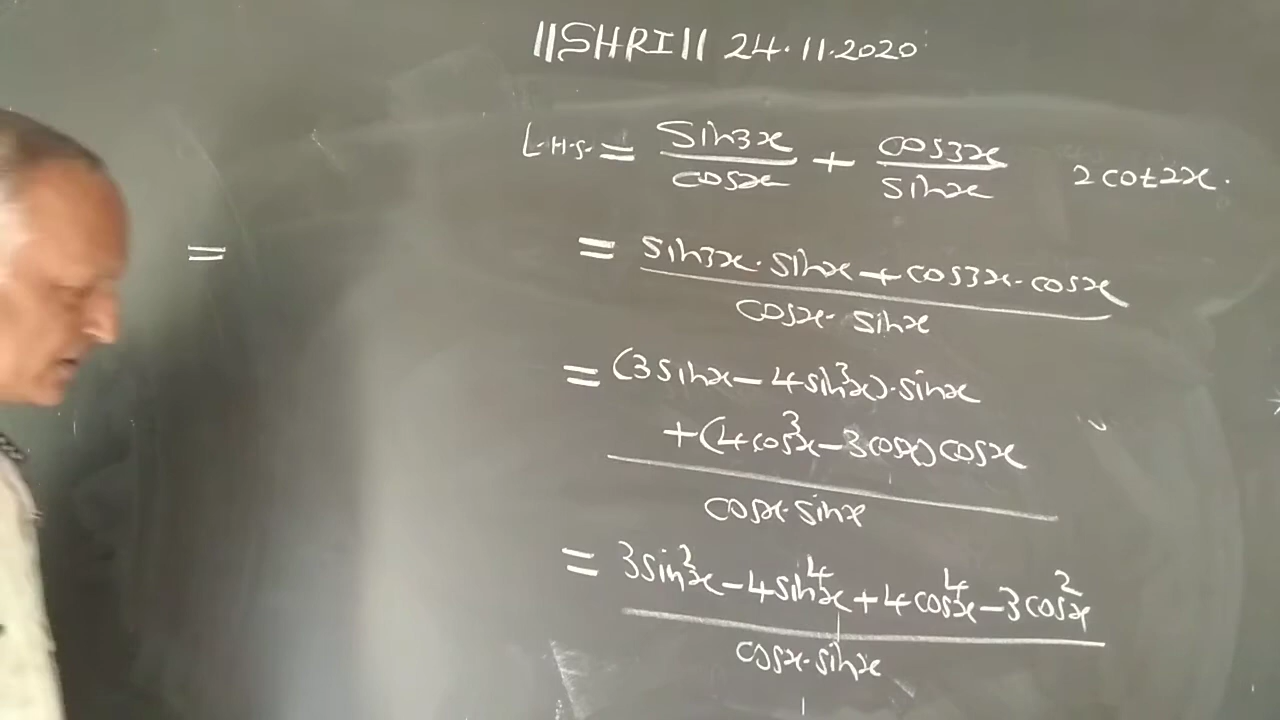 ||SHRI|| 24.11.2020
L.H.S. = sin3x/cosx + cos3x/sinx 2cot2x.
=
= sin3x·sinx+cos3x·cosx
cosx·sinx
= (3sinx-4sin³x)·sinx
+(4cos³x-3cosx)cosx
cosx·sinx
= 3sin²x-4sin⁴x+4cos⁴x-3cos²x
cosx·sinx